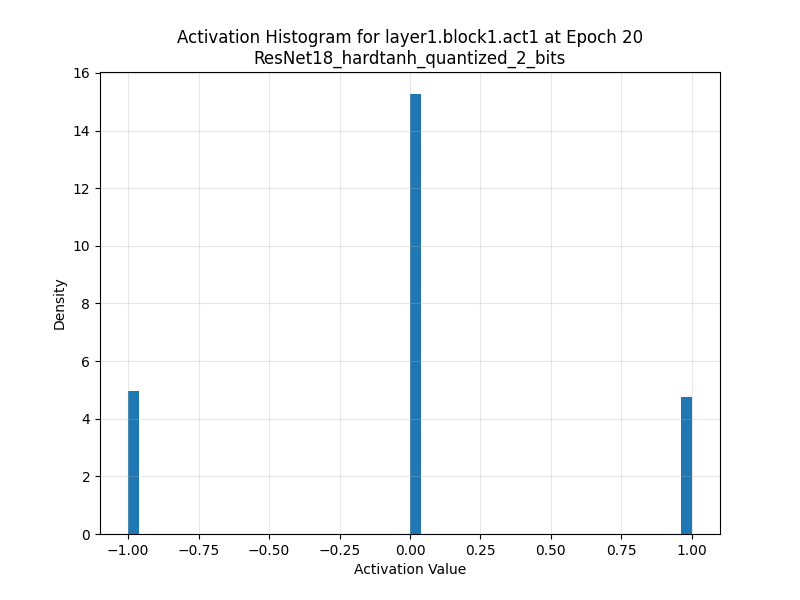 Activation Histogram for layer1.block1.act1 at Epoch 20
ResNet18_hardtanh_quantized_2_bits
16
14
12
10
8
6
4
2
0
Density
−1.00 −0.75 −0.50 −0.25 0.00 0.25 0.50 0.75 1.00
Activation Value